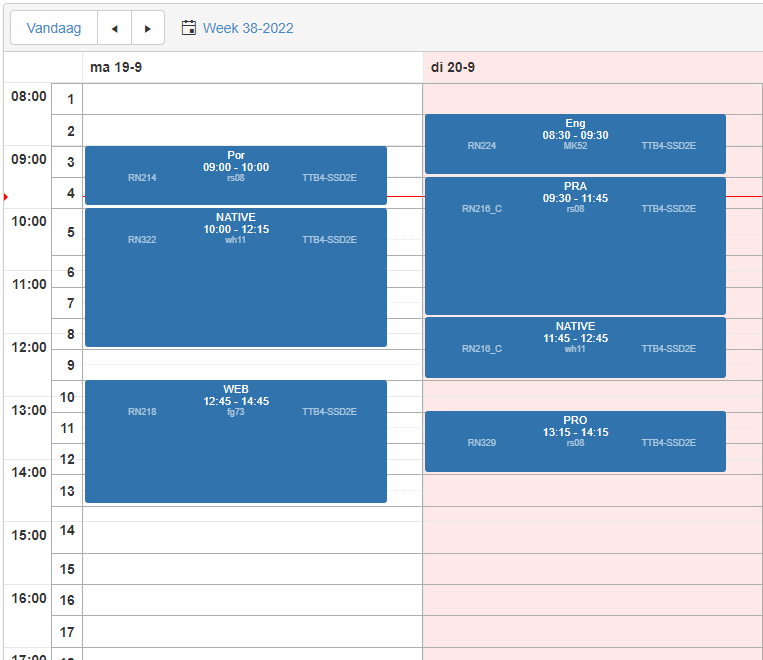 Vandaag ◄ ► Week 38-2022
ma 19-9 di 20-9
08:00
09:00
10:00
11:00
12:00
13:00
14:00
15:00
16:00
17:00
1
2
3
4
5
6
7
8
9
10
11
12
13
14
15
16
17
18
Por
09:00 - 10:00
RN214 rs08 TTB4-SSD2E
NATIVE
10:00 - 12:15
RN322 wh11 TTB4-SSD2E
WEB
12:45 - 14:45
RN218 fg73 TTB4-SSD2E
Eng
08:30 - 09:30
RN224 MK52 TTB4-SSD2E
PRA
09:30 - 11:45
RN216_C rs08 TTB4-SSD2E
NATIVE
11:45 - 12:45
RN216_C wh11 TTB4-SSD2E
PRO
13:15 - 14:15
RN329 rs08 TTB4-SSD2E